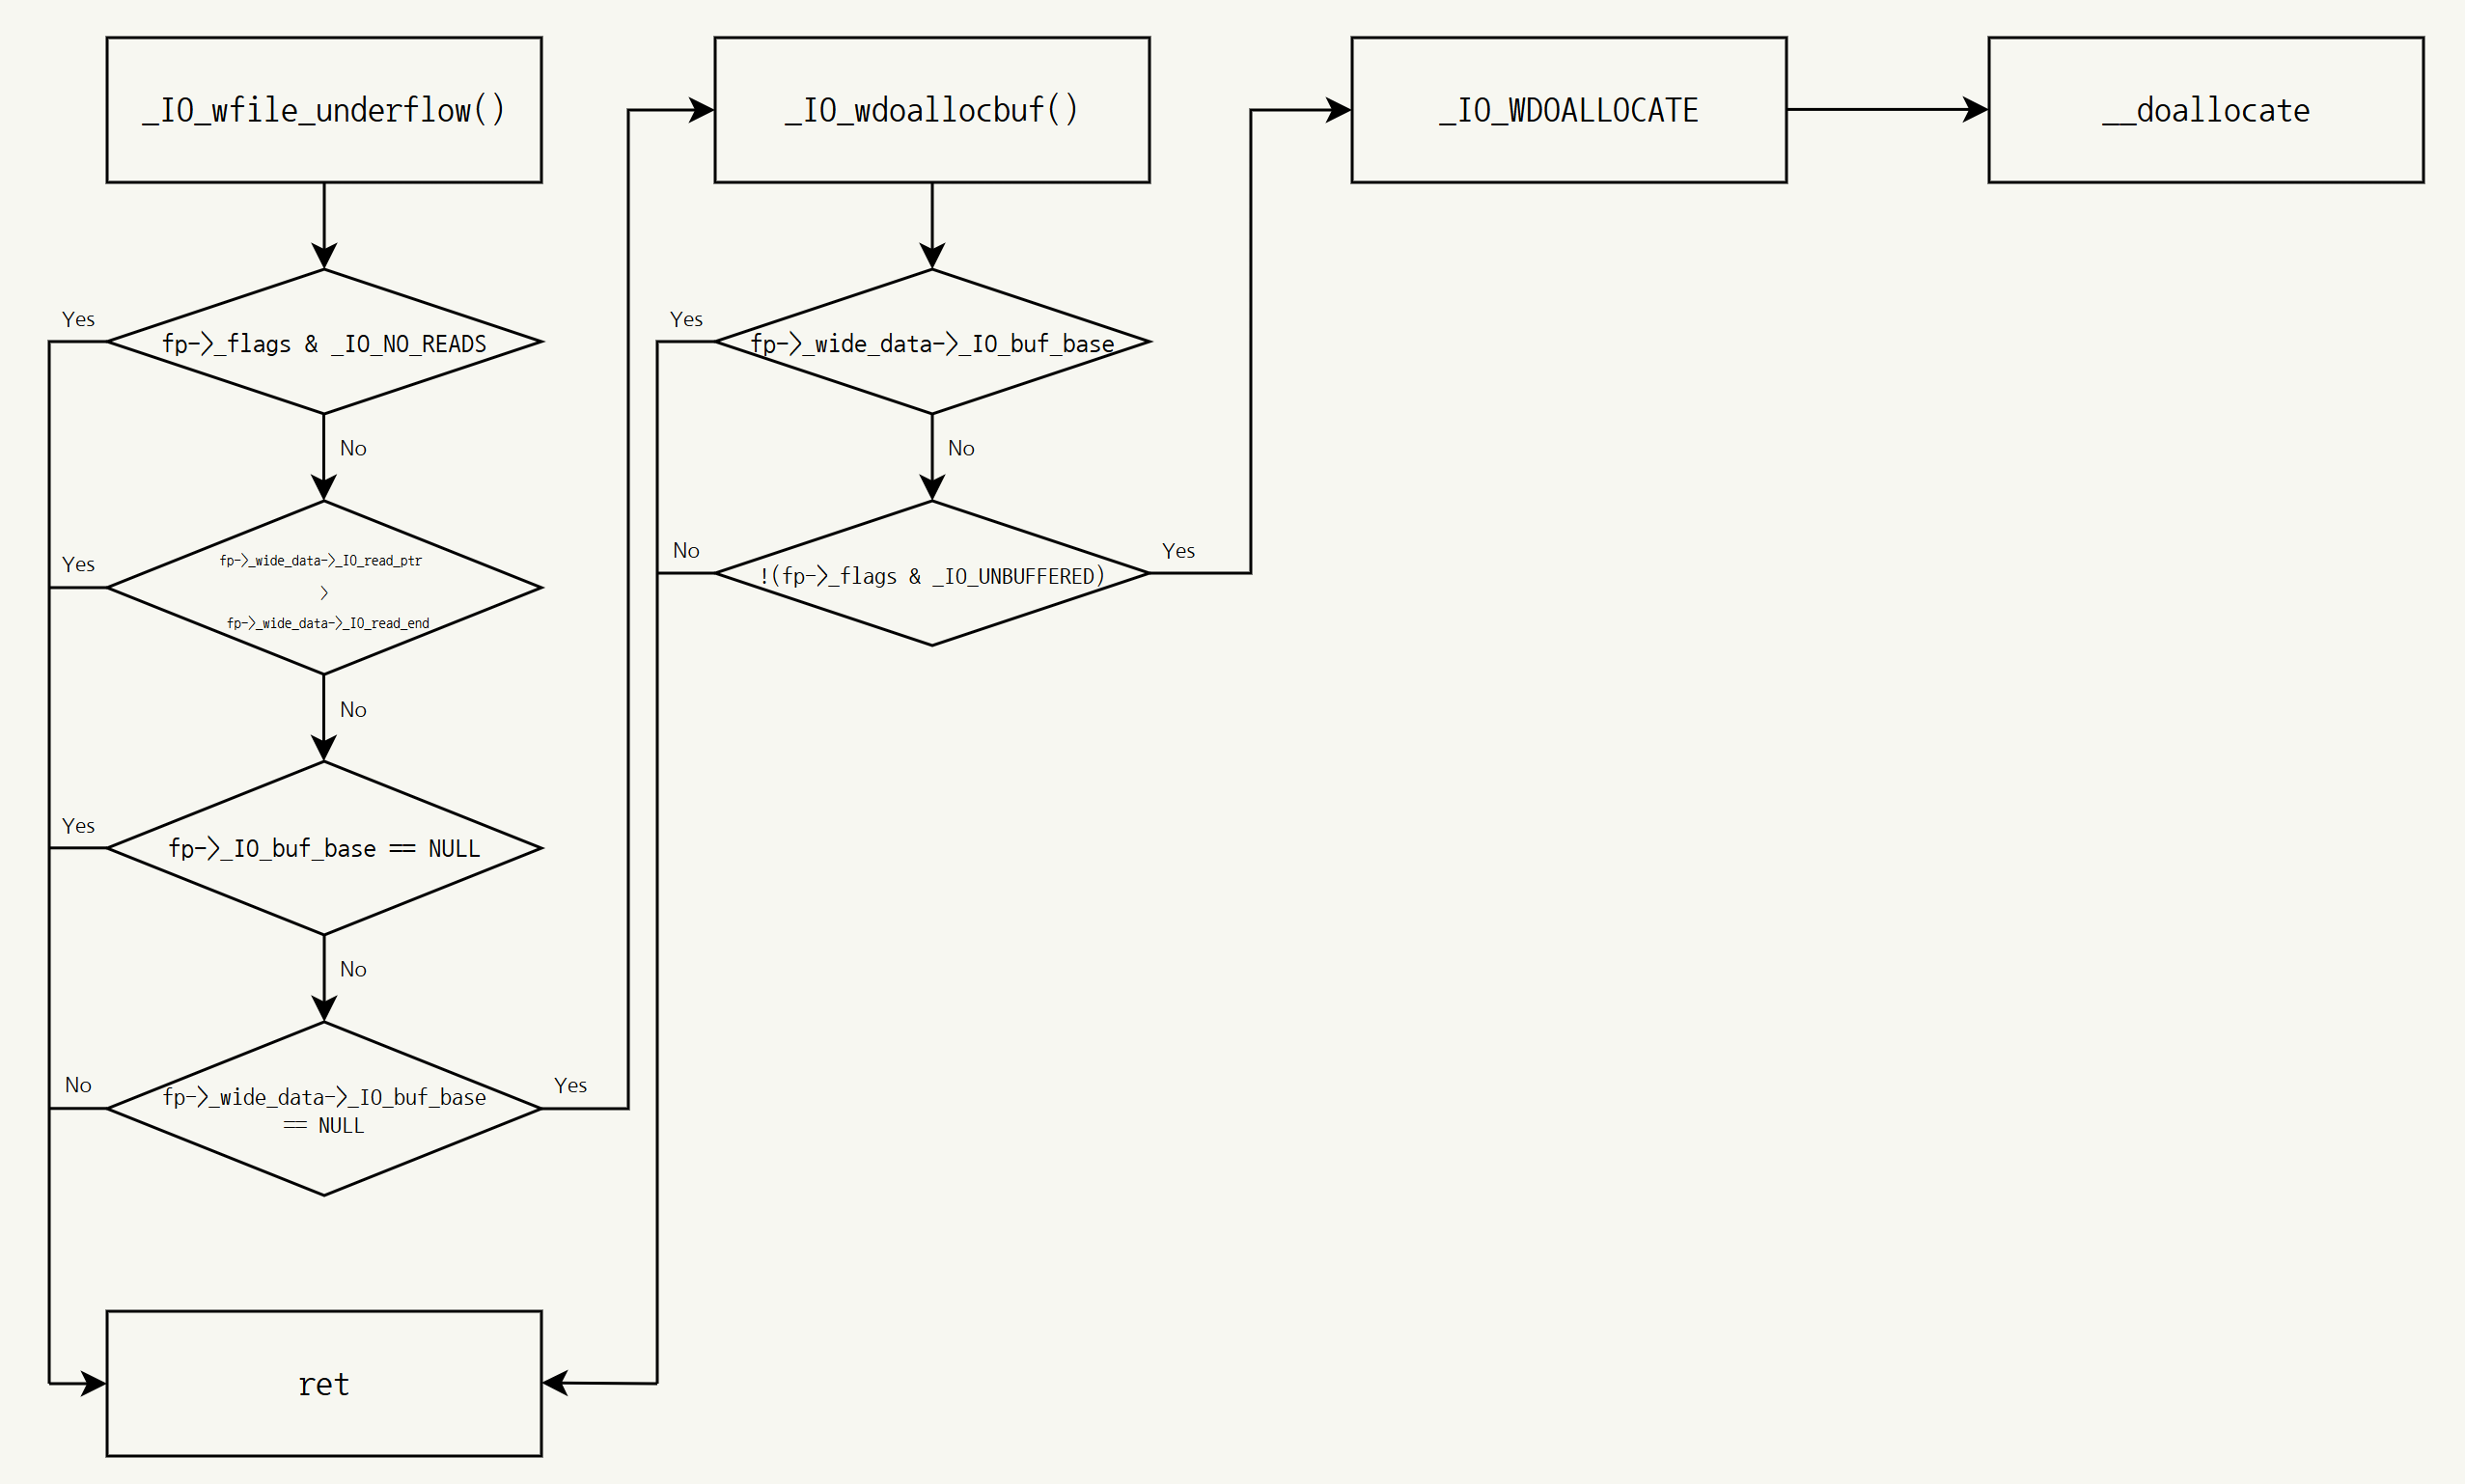 _IO_wfile_underflow()
Yes
fp->_flags & _IO_NO_READS
No
Yes
fp->_wide_data->_IO_read_ptr
>
fp->_wide_data->_IO_read_end
No
Yes
fp->_IO_buf_base == NULL
No
No
fp->_wide_data->_IO_buf_base
== NULL
Yes
ret
_IO_wdoallocbuf()
Yes
fp->_wide_data->_IO_buf_base
No
No
!(fp->_flags & _IO_UNBUFFERED)
Yes
_IO_WDOALLOCATE
__doallocate